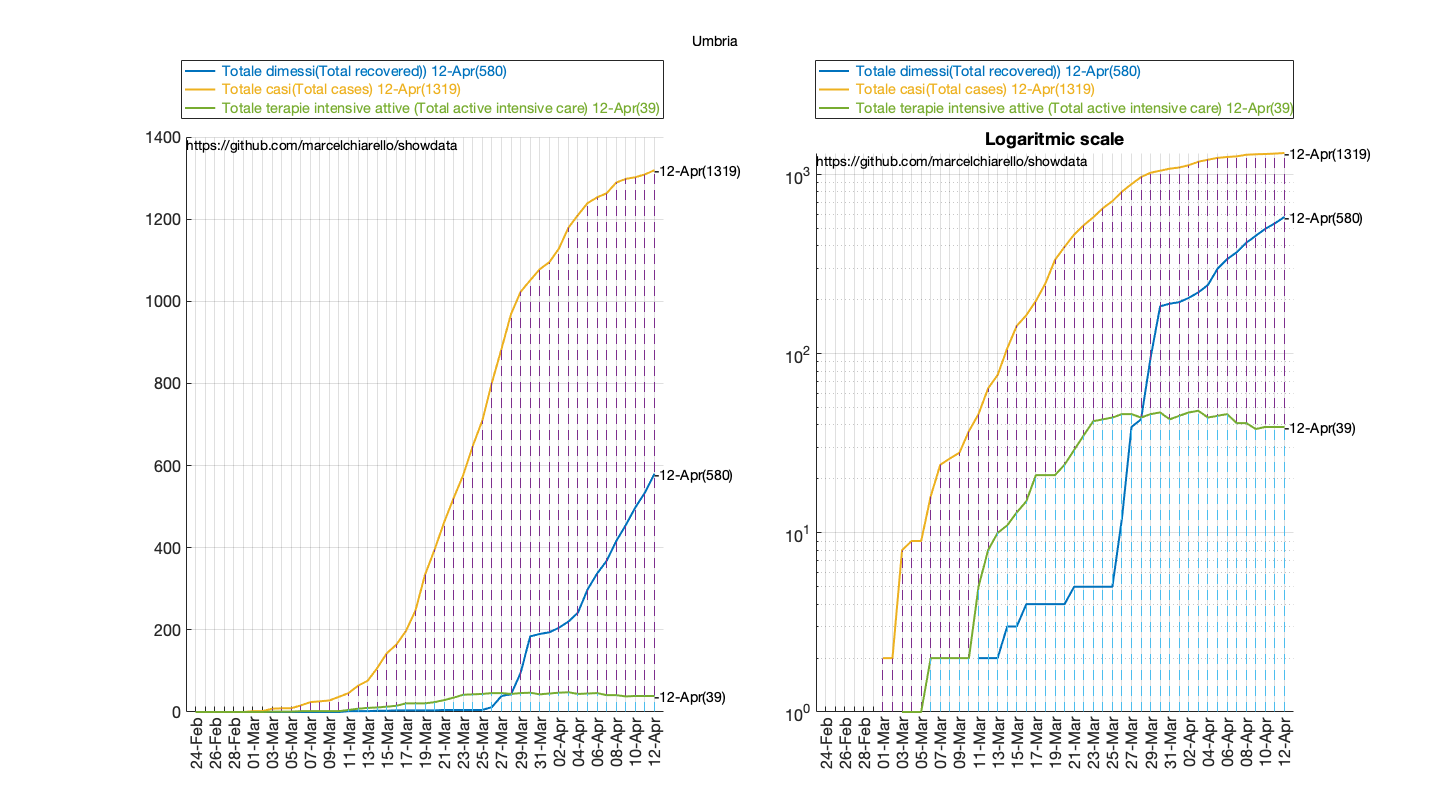 Umbria
Totale dimessi(Total recovered)) 12-Apr(580)
Totale casi(Total cases) 12-Apr(1319)
Totale terapie intensive attive (Total active intensive care) 12-Apr(39)
https://github.com/marcelchiarello/showdata
1400
1200
1000
800
600
400
200
0
12-Apr(1319)
12-Apr(580)
12-Apr(39)
24-Feb
26-Feb
28-Feb
01-Mar
03-Mar
05-Mar
07-Mar
09-Mar
11-Mar
13-Mar
15-Mar
17-Mar
19-Mar
21-Mar
23-Mar
25-Mar
27-Mar
29-Mar
31-Mar
02-Apr
04-Apr
06-Apr
08-Apr
10-Apr
12-Apr
Totale dimessi(Total recovered)) 12-Apr(580)
Totale casi(Total cases) 12-Apr(1319)
Totale terapie intensive attive (Total active intensive care) 12-Apr(39)
Logaritmic scale
https://github.com/marcelchiarello/showdata
10^3
10^2
10^1
10^0
12-Apr(1319)
12-Apr(580)
12-Apr(39)
24-Feb
26-Feb
28-Feb
01-Mar
03-Mar
05-Mar
07-Mar
09-Mar
11-Mar
13-Mar
15-Mar
17-Mar
19-Mar
21-Mar
23-Mar
25-Mar
27-Mar
29-Mar
31-Mar
02-Apr
04-Apr
06-Apr
08-Apr
10-Apr
12-Apr